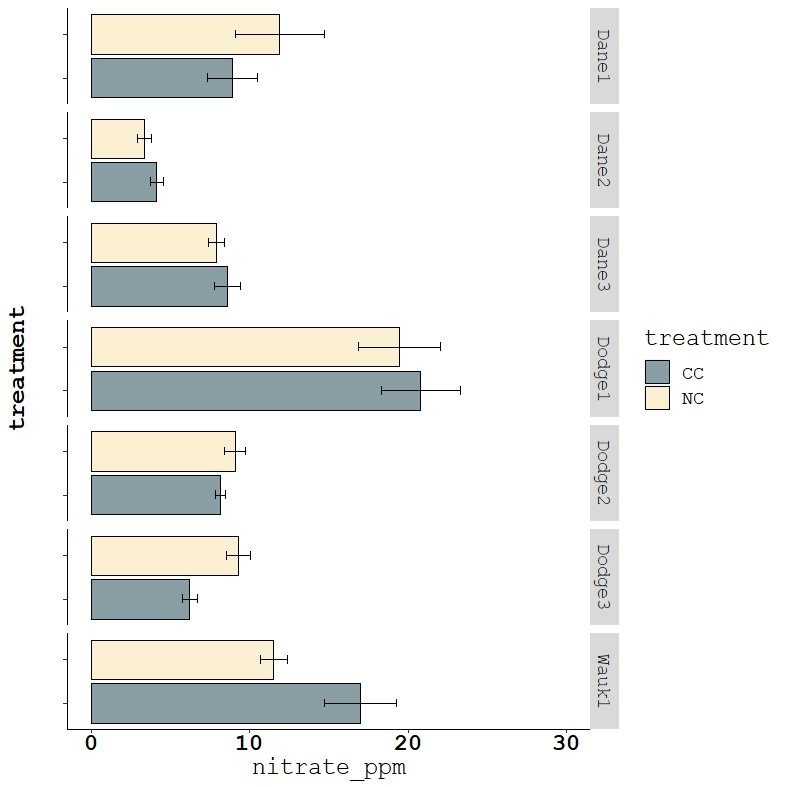 treatment
Dane1
Dane2
Dane3
Dodge1
Dodge2
Dodge3
Wauk1
0 10 20 30
nitrate_ppm
treatment
CC
NC